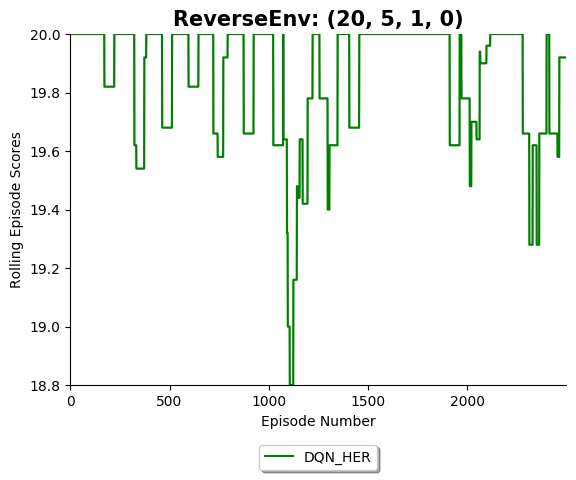 ReverseEnv: (20, 5, 1, 0)
Rolling Episode Scores
20.0
19.8
19.6
19.4
19.2
19.0
18.8
0 500 1000 1500 2000
Episode Number
DQN_HER